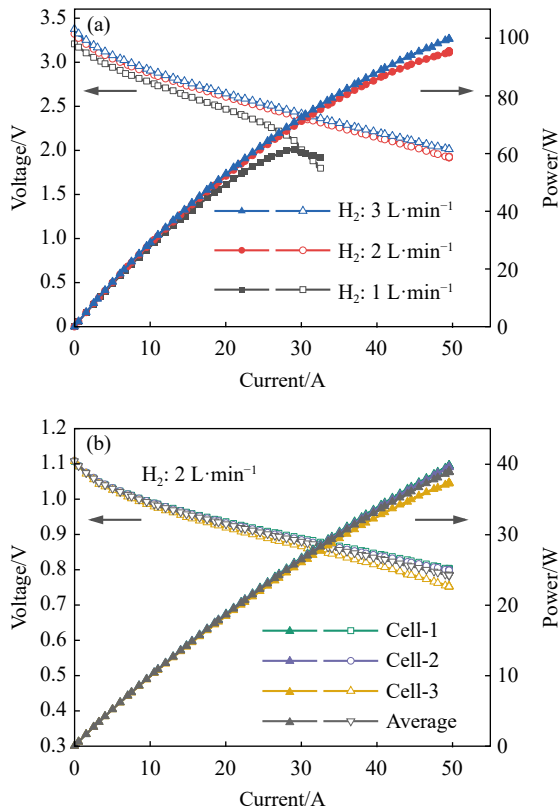 (a)
3.5
3.0
2.5
2.0
1.5
1.0
0.5
0
Voltage/V
100
80
60
40
20
0
Power/W
H₂: 3 L·min⁻¹
H₂: 2 L·min⁻¹
H₂: 1 L·min⁻¹
0 10 20 30 40 50
Current/A
(b)
1.2
1.1
1.0
0.9
0.8
0.7
0.6
0.5
0.4
0.3
Voltage/V
H₂: 2 L·min⁻¹
40
30
20
10
0
Power/W
Cell-1
Cell-2
Cell-3
Average
0 10 20 30 40 50
Current/A